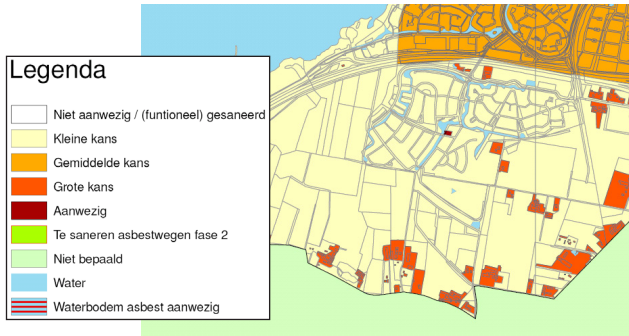 Legenda
Niet aanwezig / (funtioneel) gesaneerd
Kleine kans
Gemiddelde kans
Grote kans
Aanwezig
Te saneren asbestwegen fase 2
Niet bepaald
Water
Waterbodem asbest aanwezig